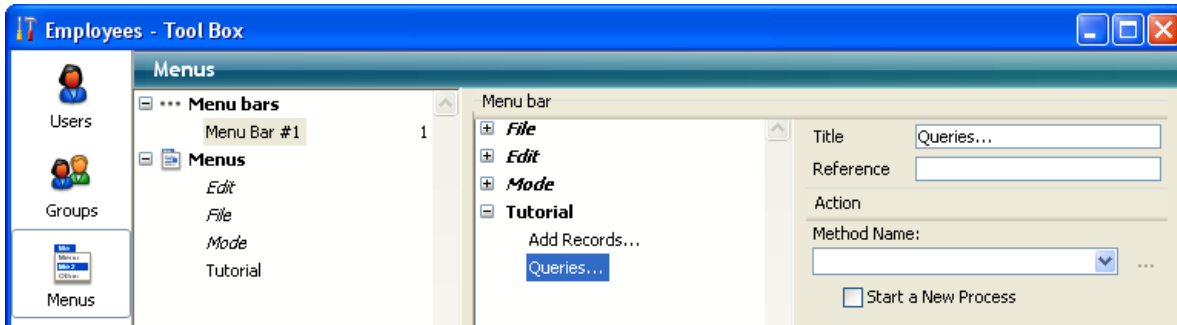 Employees - Tool Box
Users
Groups
Menus
Menus
Menu bars
Menu Bar #1 1
Menus
Edit
File
Mode
Tutorial
Menu bar
File
Edit
Mode
Tutorial
Add Records...
Queries...
Title Queries...
Reference
Action
Method Name:
...
Start a New Process